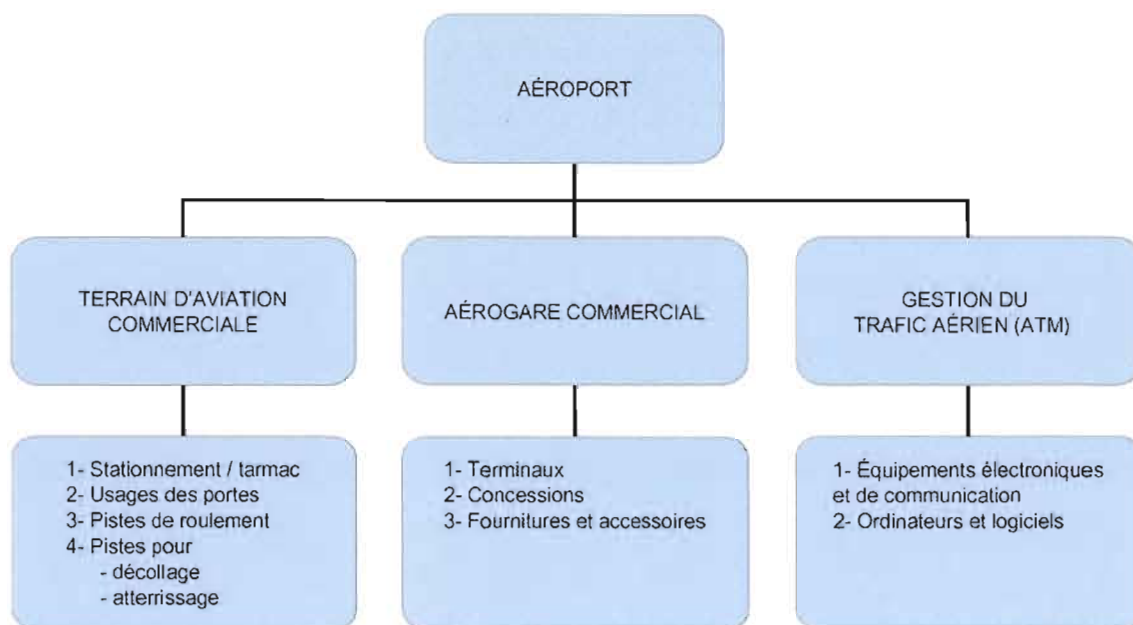 AÉROPORT
TERRAIN D'AVIATION
COMMERCIALE
AÉROGARE COMMERCIAL
GESTION DU
TRAFIC AÉRIEN (ATM)
1- Stationnement / tarmac
2- Usages des portes
3- Pistes de roulement
4- Pistes pour
- décollage
- atterrissage
1- Terminaux
2- Concessions
3- Fournitures et accessoires
1- Équipements électroniques
et de communication
2- Ordinateurs et logiciels